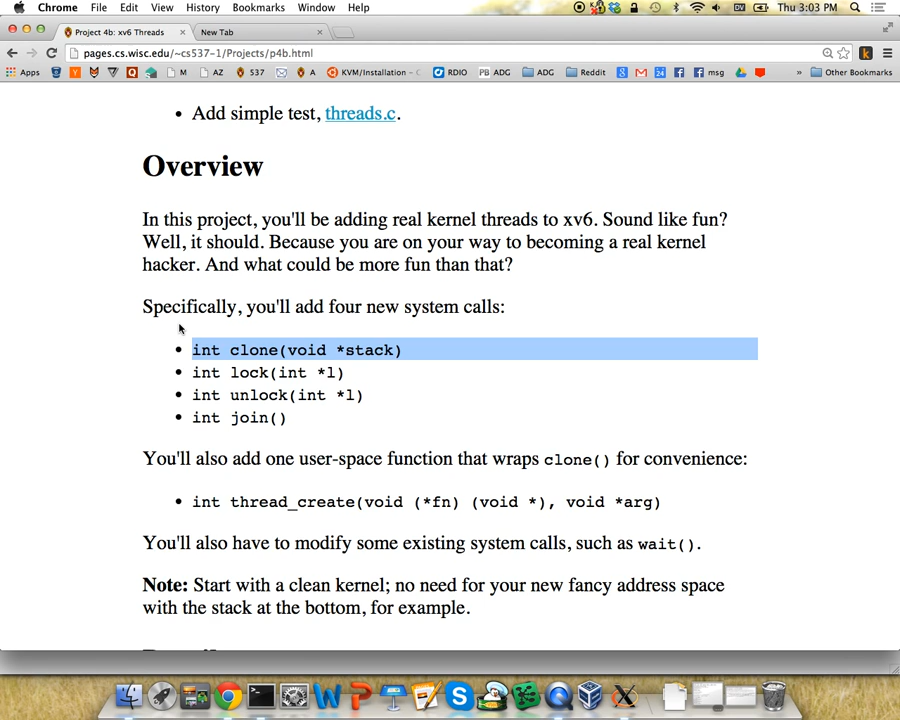 Chrome File Edit View History Bookmarks Window Help Thu 3:03 PM
Project 4b: xv6 Threads New Tab
pages.cs.wisc.edu/~cs537-1/Projects/p4b.html
Apps M AZ 537 A KVM/Installation - RDIO PB ADG ADG Reddit 24 msg » Other Bookmarks
• Add simple test, threads.c.
Overview
In this project, you'll be adding real kernel threads to xv6. Sound like fun?
Well, it should. Because you are on your way to becoming a real kernel
hacker. And what could be more fun than that?
Specifically, you'll add four new system calls:
• int clone(void *stack)
• int lock(int *l)
• int unlock(int *l)
• int join()
You'll also add one user-space function that wraps clone() for convenience:
• int thread_create(void (*fn) (void *), void *arg)
You'll also have to modify some existing system calls, such as wait().
Note: Start with a clean kernel; no need for your new fancy address space
with the stack at the bottom, for example.